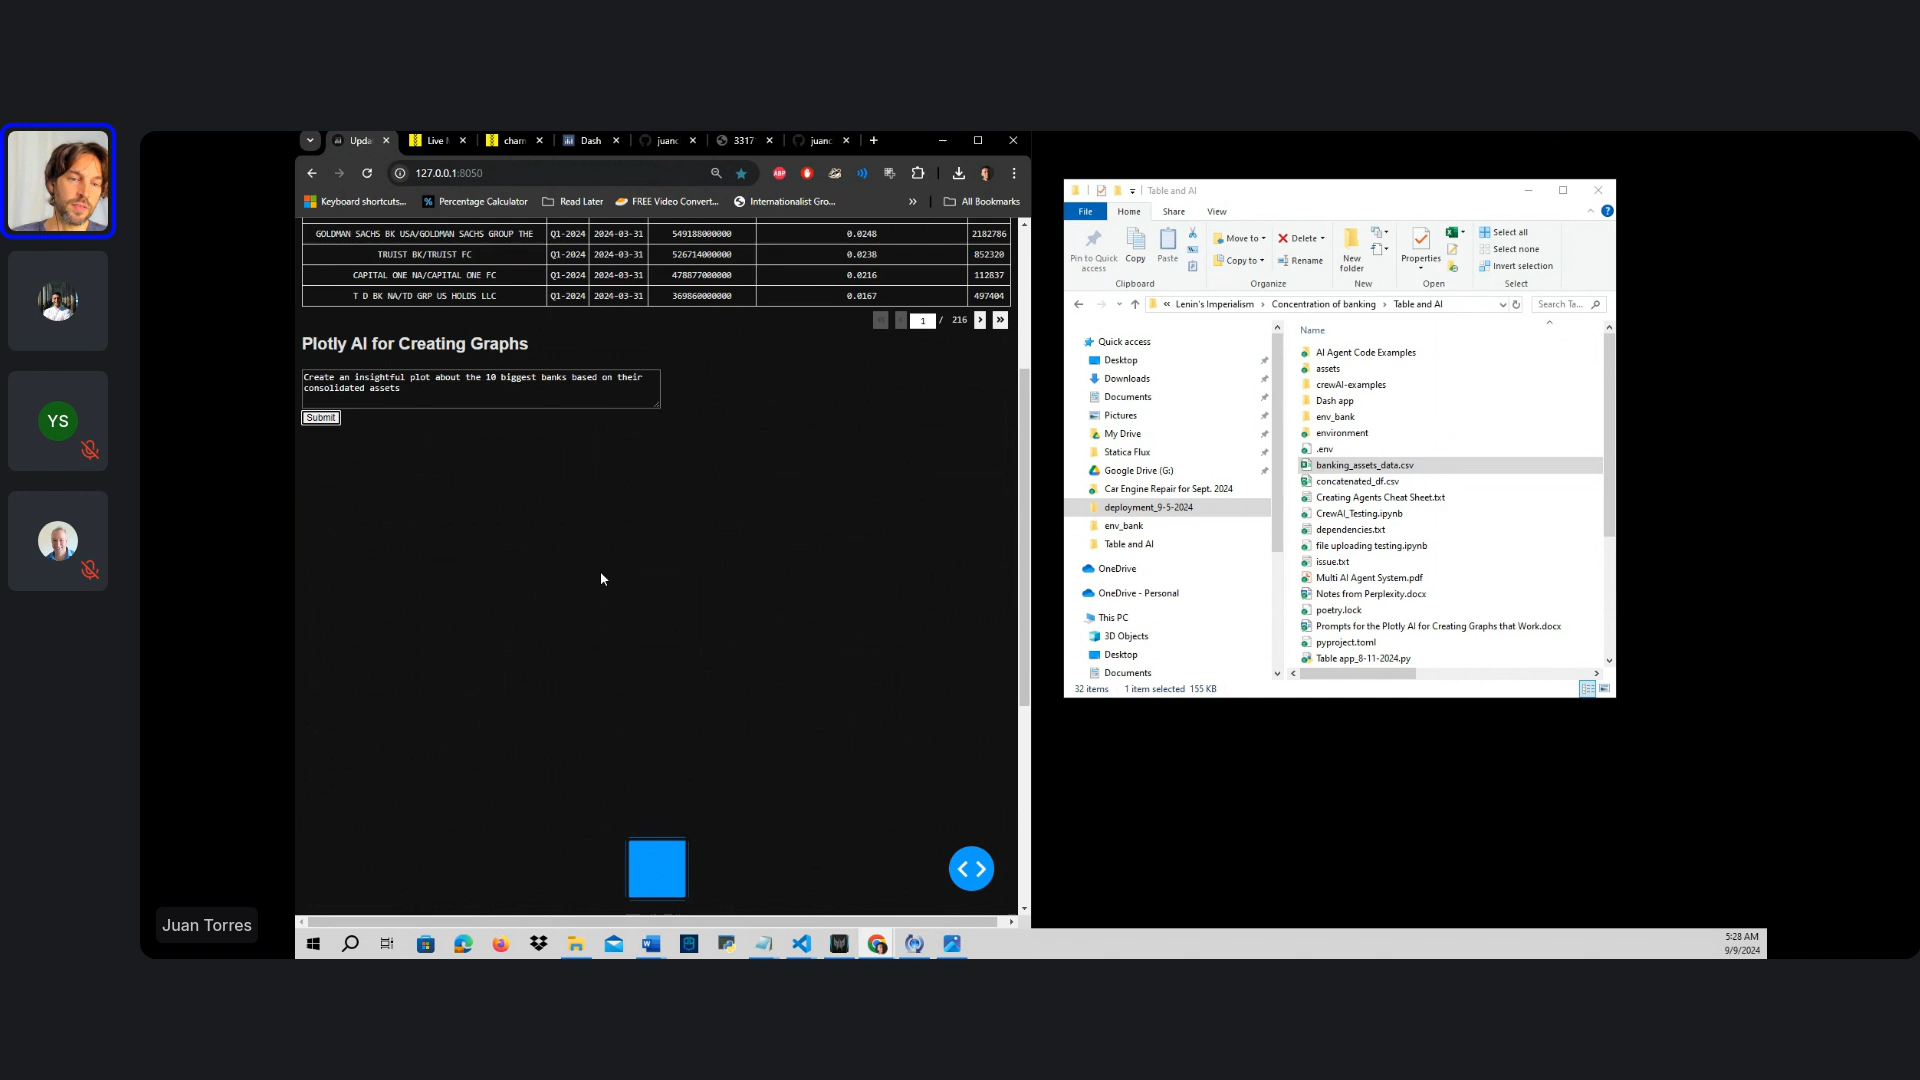 Upda
Live
cham
Dash
juanc
3317
juanc
127.0.0.1:8050
ABP
Keyboard shortcuts...
Percentage Calculator
Read Later
FREE Video Convert...
Internationalist Gro...
»
All Bookmarks
GOLDMAN SACHS BK USA/GOLDMAN SACHS GROUP THE Q1-2024 2024-03-31 549188000000 0.0248 2182786
TRUIST BK/TRUIST FC Q1-2024 2024-03-31 526714000000 0.0238 852320
CAPITAL ONE NA/CAPITAL ONE FC Q1-2024 2024-03-31 478877000000 0.0216 112837
T D BK NA/TD GRP US HOLDS LLC Q1-2024 2024-03-31 369860000000 0.0167 497404
1 / 216
Plotly AI for Creating Graphs
Create an insightful plot about the 10 biggest banks based on their
consolidated assets
Submit
YS
Juan Torres
Table and AI
File Home Share View
Pin to Quick
access
Copy
Paste
Clipboard
Move to
Copy to
Delete
Rename
Organize
New
folder
New
Properties
Open
Select all
Select none
Invert selection
Select
« Lenin's Imperialism > Concentration of banking > Table and AI
Search Ta...
Quick access
Desktop
Downloads
Documents
Pictures
My Drive
Statica Flux
Google Drive (G:)
Car Engine Repair for Sept. 2024
deployment_9-5-2024
env_bank
Table and AI
OneDrive
OneDrive - Personal
This PC
3D Objects
Desktop
Documents
Name
AI Agent Code Examples
assets
crewAI-examples
Dash app
env_bank
environment
.env
banking_assets_data.csv
concatenated_df.csv
Creating Agents Cheat Sheet.txt
CrewAI_Testing.ipynb
dependencies.txt
file uploading testing.ipynb
issue.txt
Multi AI Agent System.pdf
Notes from Perplexity.docx
poetry.lock
Prompts for the Plotly AI for Creating Graphs that Work.docx
pyproject.toml
Table app_8-11-2024.py
32 items 1 item selected 155 KB
5:28 AM
9/9/2024